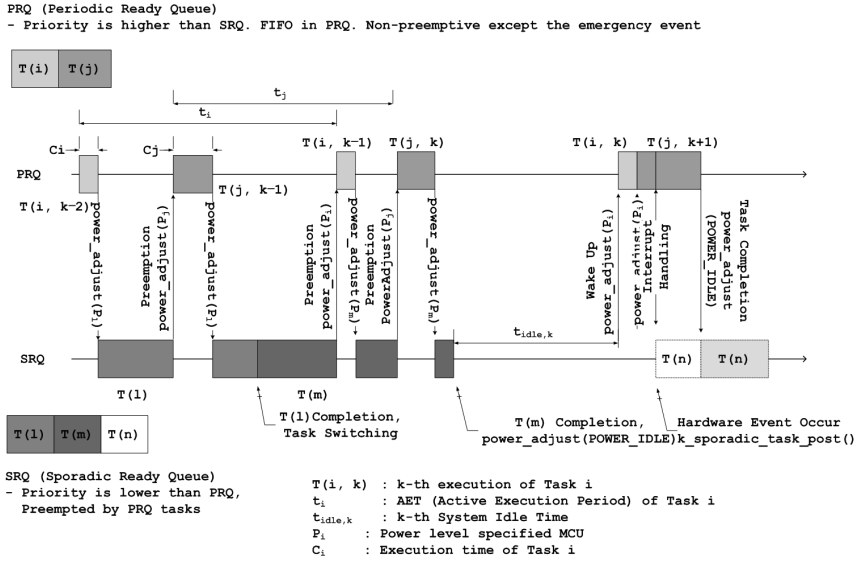 PRQ (Periodic Ready Queue)
- Priority is higher than SRQ. FIFO in PRQ. Non-preemptive except the emergency event
T(i) T(j)
tj
ti
Ci
Cj
T(i, k-1)
T(j, k)
T(i, k)
T(j, k+1)
PRQ
T(i, k-2)
T(j, k-1)
power_adjust(Pl)
Preemption
power_adjust(Pj)
power_adjust(Pl)
Preemption
power_adjust(Pi)
power_adjust(Pm)
Preemption
PowerAdjust(Pj)
power_adjust(Pm)
Wake Up
power_adjust(Pi)
power_adjust(Pi)
Interrupt
Handling
Task Completion
power_adjust
(POWER_IDLE)
tidle,k
SRQ
T(n) T(n)
T(l)
T(m)
T(l)Completion,
Task Switching
T(m) Completion,
power_adjust(POWER_IDLE)
Hardware Event Occur
k_sporadic_task_post()
T(l) T(m) T(n)
SRQ (Sporadic Ready Queue)
- Priority is lower than PRQ,
Preempted by PRQ tasks
T(i, k) : k-th execution of Task i
ti : AET (Active Execution Period) of Task i
tidle,k : k-th System Idle Time
Pi : Power level specified MCU
Ci : Execution time of Task i